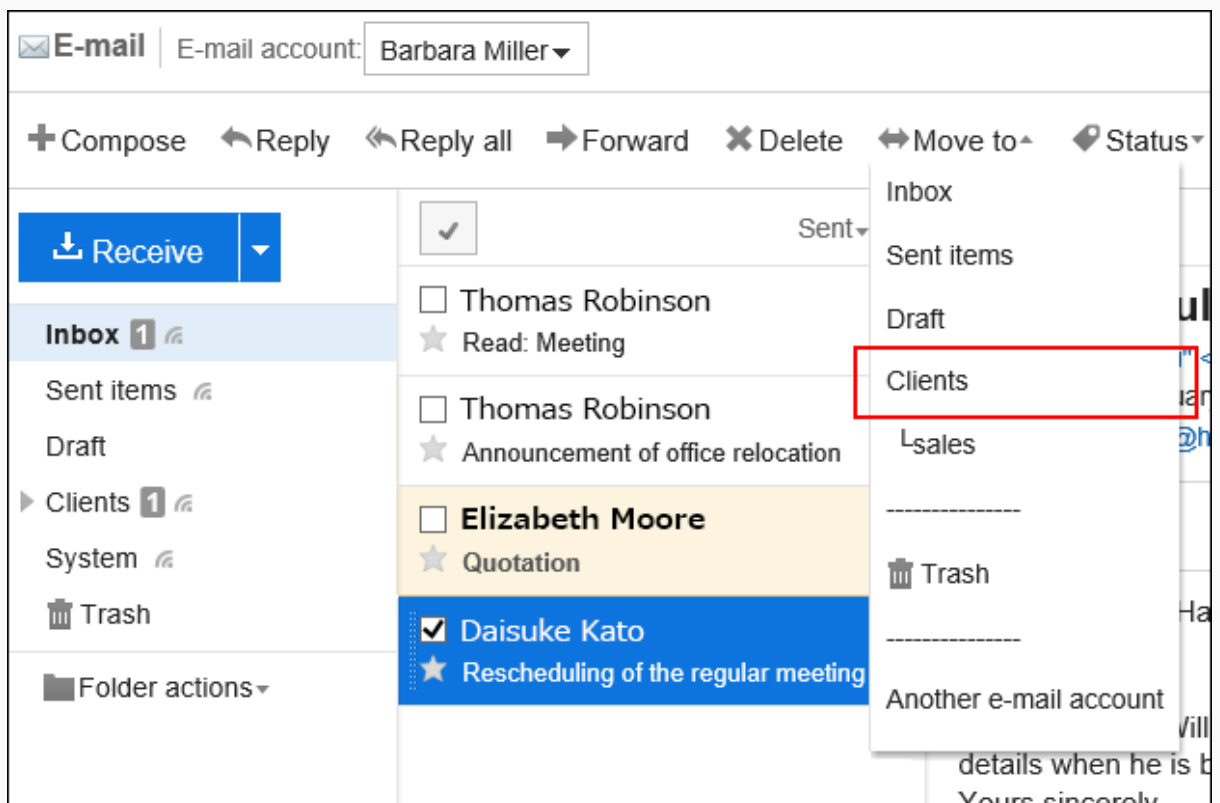 E-mail E-mail account: Barbara Miller
Compose Reply Reply all Forward Delete Move to Status
Receive
Inbox 1
Sent items
Draft
Clients 1
System
Trash
Folder actions
Sent
Thomas Robinson
Read: Meeting
Thomas Robinson
Announcement of office relocation
Elizabeth Moore
Quotation
Daisuke Kato
Rescheduling of the regular meeting
Inbox
Sent items
Draft
Clients
└sales
---------------
Trash
---------------
Another e-mail account
details when he is
Yours sincerely